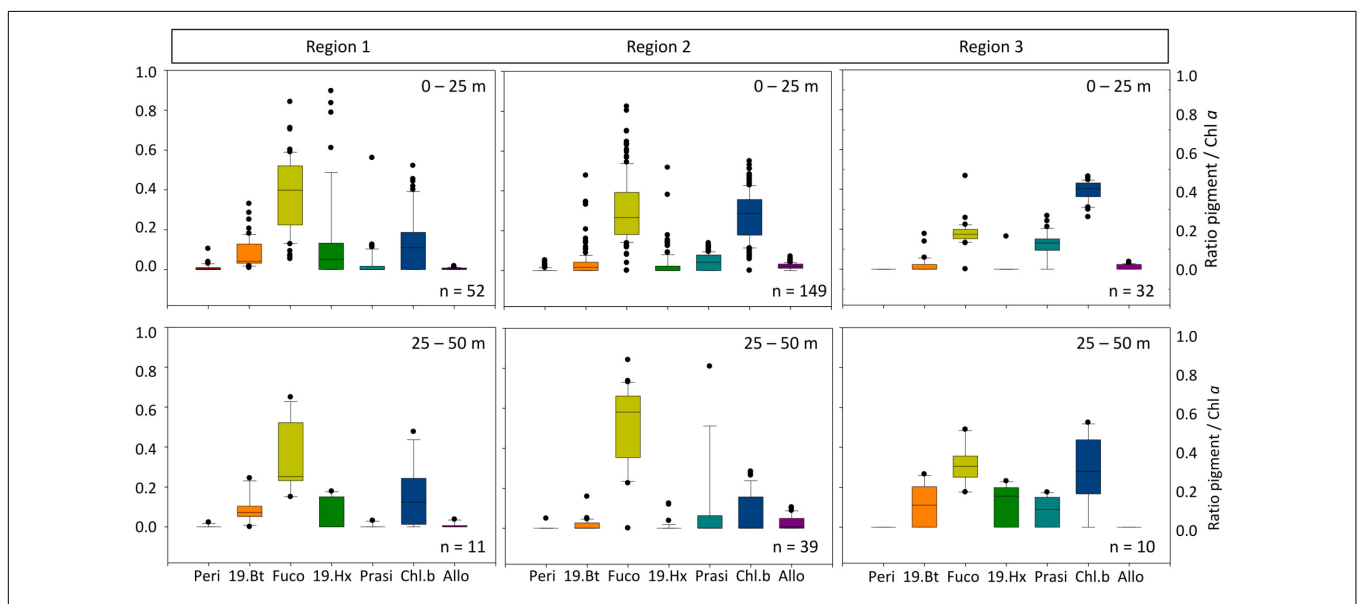 Region 1 Region 2 Region 3
1.0 0 – 25 m 0 – 25 m 0 – 25 m 1.0
0.8 0.8
0.6 0.6
0.4 0.4
0.2 0.2
0.0 0.0
Ratio pigment / Chl a
n = 52 n = 149 n = 32
1.0 25 – 50 m 25 – 50 m 25 – 50 m 1.0
0.8 0.8
0.6 0.6
0.4 0.4
0.2 0.2
0.0 0.0
Ratio pigment / Chl a
n = 11 n = 39 n = 10
Peri 19.Bt Fuco 19.Hx Prasi Chl.b Allo Peri 19.Bt Fuco 19.Hx Prasi Chl.b Allo Peri 19.Bt Fuco 19.Hx Prasi Chl.b Allo